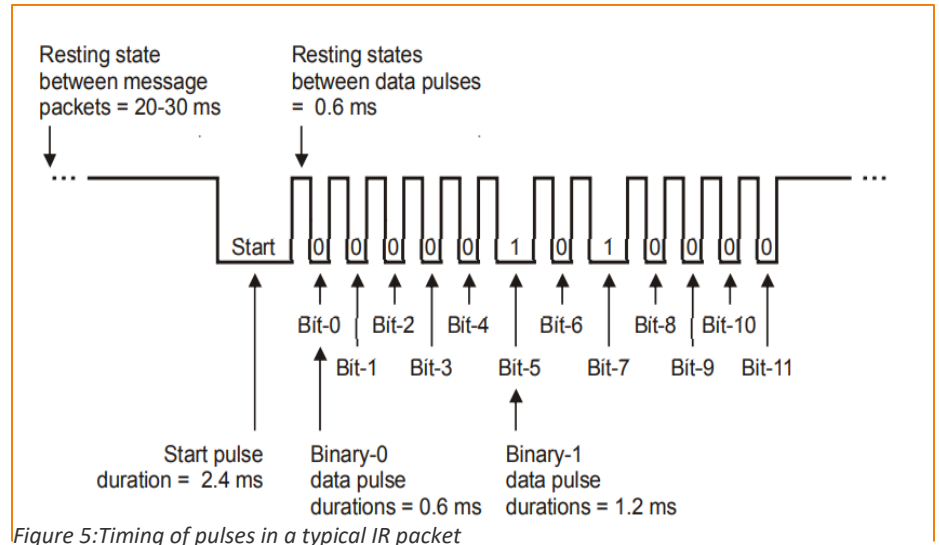 Resting state
between message
packets = 20-30 ms
Resting states
between data pulses
= 0.6 ms
...
...
Start 0 0 0 0 0 1 0 1 0 0 0 0
Bit-0 Bit-2 Bit-4 Bit-6 Bit-8 Bit-10
Bit-1 Bit-3 Bit-5 Bit-7 Bit-9 Bit-11
Start pulse
duration = 2.4 ms
Binary-0
data pulse
durations = 0.6 ms
Binary-1
data pulse
durations = 1.2 ms
Figure 5:Timing of pulses in a typical IR packet